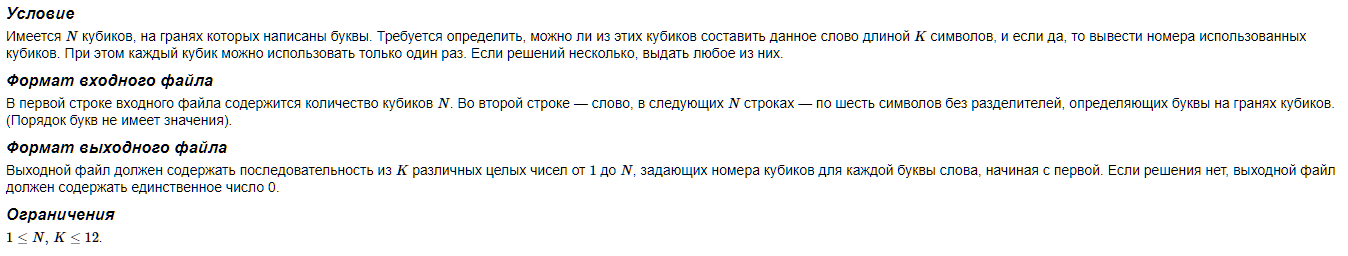 Условие
Имеется N кубиков, на гранях которых написаны буквы. Требуется определить, можно ли из этих кубиков составить данное слово длиной K символов, и если да, то вывести номера использованных
кубиков. При этом каждый кубик можно использовать только один раз. Если решений несколько, выдать любое из них.
Формат входного файла
В первой строке входного файла содержится количество кубиков N. Во второй строке — слово, в следующих N строках — по шесть символов без разделителей, определяющих буквы на гранях кубиков.
(Порядок букв не имеет значения).
Формат выходного файла
Выходной файл должен содержать последовательность из K различных целых чисел от 1 до N, задающих номера кубиков для каждой буквы слова, начиная с первой. Если решения нет, выходной файл
должен содержать единственное число 0.
Ограничения
1 ≤ N, K ≤ 12.